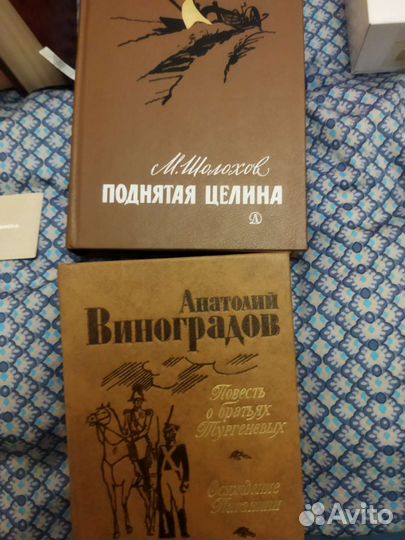 М. Шолохов
ПОДНЯТАЯ ЦЕЛИНА
Анатолий
Виноградов
Повесть
о братьях
Тургеневых
Осуждение
Паганини
Avito